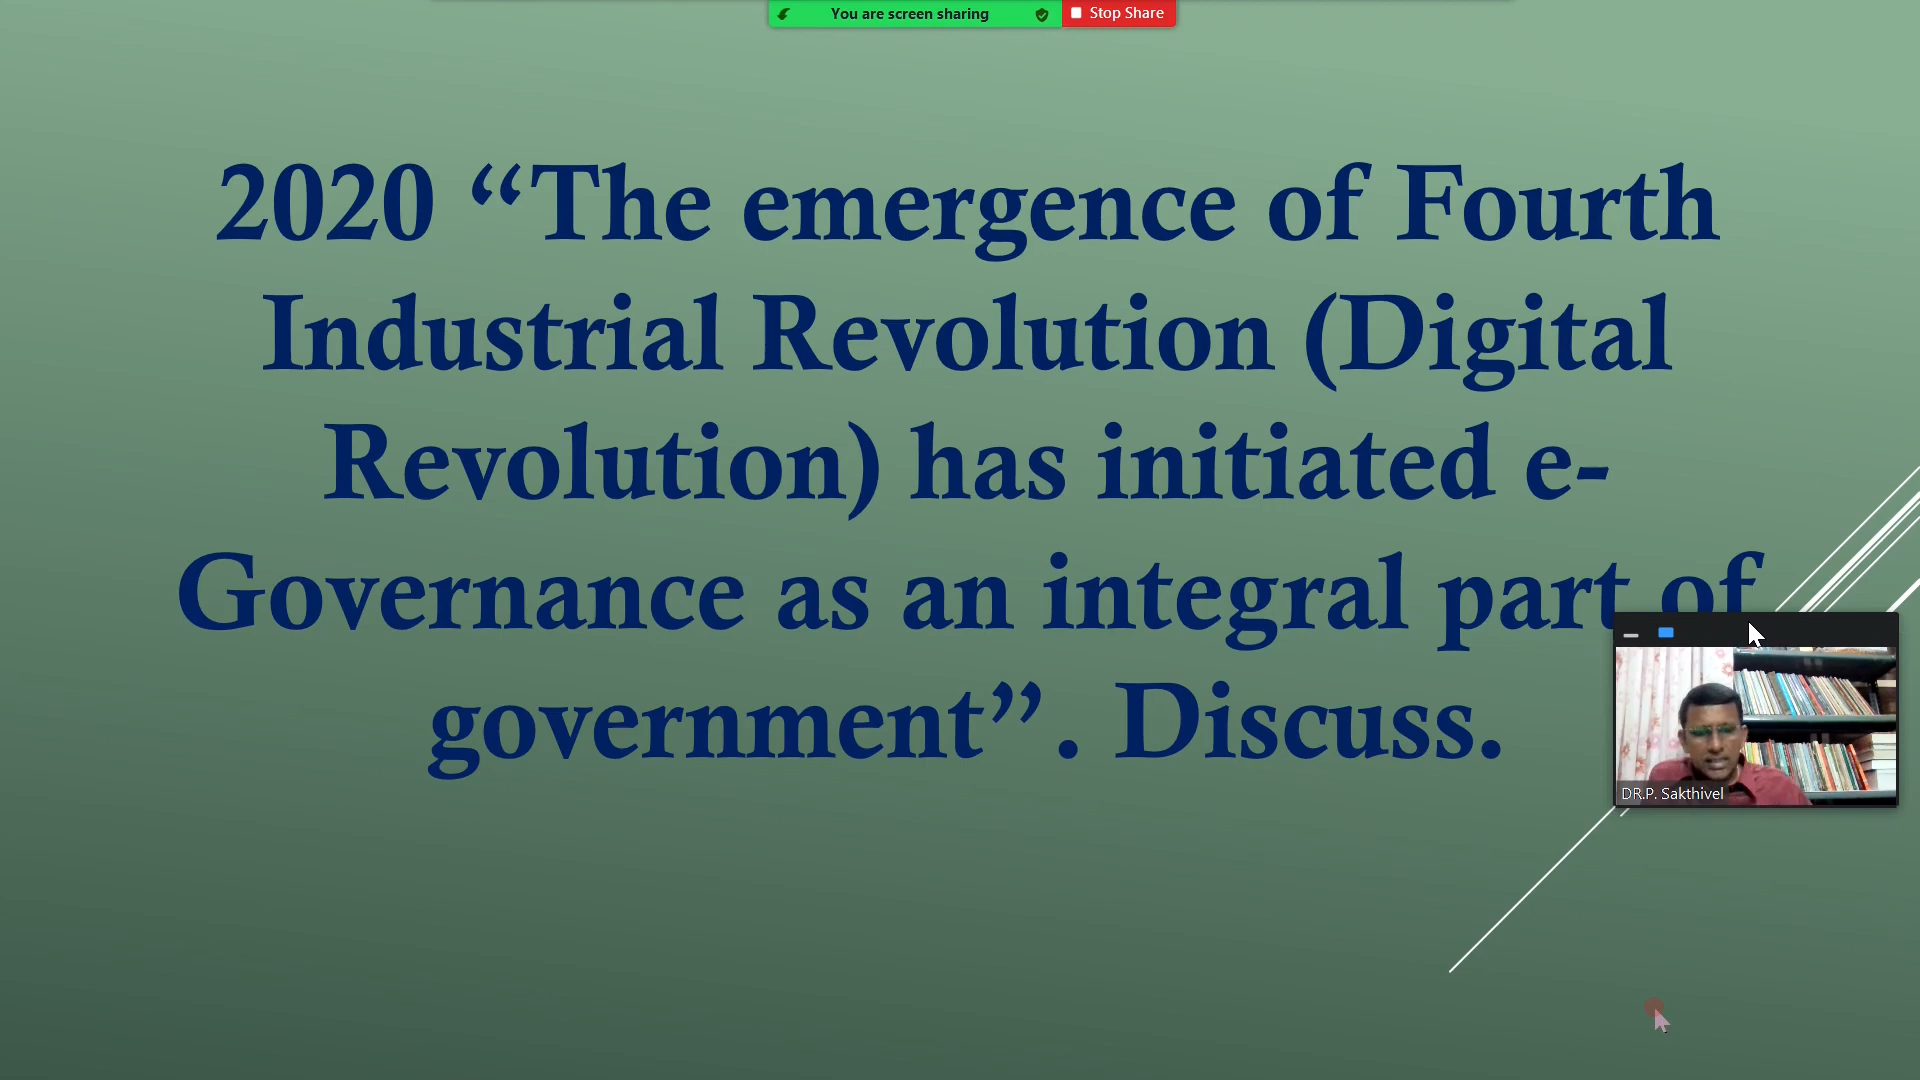 You are screen sharing
Stop Share
2020 “The emergence of Fourth
Industrial Revolution (Digital
Revolution) has initiated e-
Governance as an integral part of
government”. Discuss.
DR.P. Sakthivel